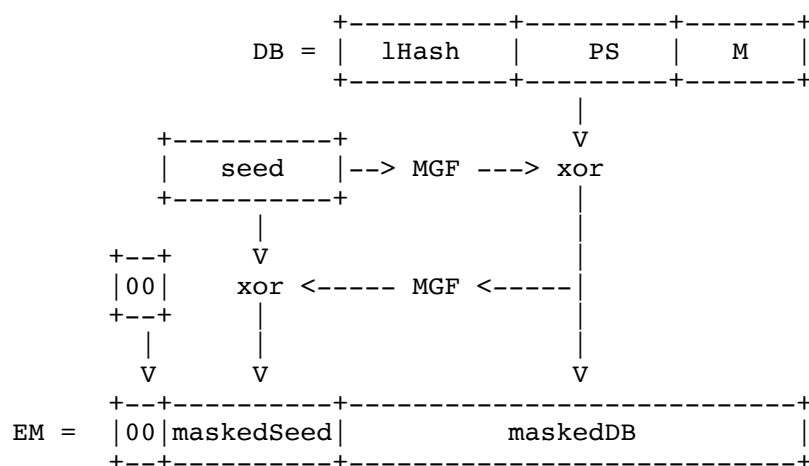 +----------+---------+-------+
                 DB = |  lHash   |    PS   |   M   |
                      +----------+---------+-------+
                                     |
           +----------+              V
           |   seed   |--> MGF ---> xor
           +----------+              |
                 |                   |
        +--+     V                   |
        |00|    xor <----- MGF <-----|
        +--+     |                   |
          |      |                   |
          V      V                   V
        +--+----------+----------------------------+
  EM =  |00|maskedSeed|          maskedDB          |
        +--+----------+----------------------------+